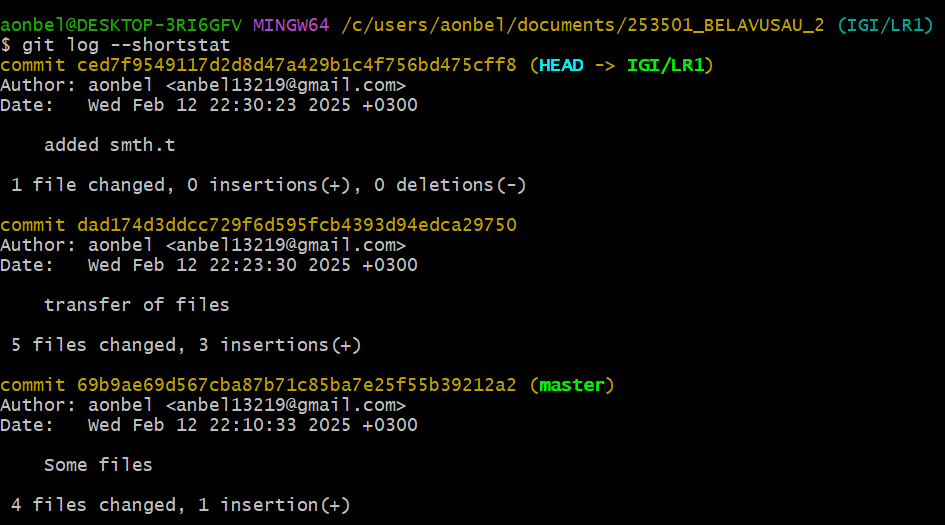 aonbel@DESKTOP-3RI6GFV MINGW64 /c/users/aonbel/documents/253501_BELAVUSAU_2 (IGI/LR1)
$ git log --shortstat
commit ced7f9549117d2d8d47a429b1c4f756bd475cff8 (HEAD -> IGI/LR1)
Author: aonbel <anbel13219@gmail.com>
Date:   Wed Feb 12 22:30:23 2025 +0300
    added smth.t
 1 file changed, 0 insertions(+), 0 deletions(-)
commit dad174d3ddcc729f6d595fcb4393d94edca29750
Author: aonbel <anbel13219@gmail.com>
Date:   Wed Feb 12 22:23:30 2025 +0300
    transfer of files
 5 files changed, 3 insertions(+)
commit 69b9ae69d567cba87b71c85ba7e25f55b39212a2 (master)
Author: aonbel <anbel13219@gmail.com>
Date:   Wed Feb 12 22:10:33 2025 +0300
    Some files
 4 files changed, 1 insertion(+)